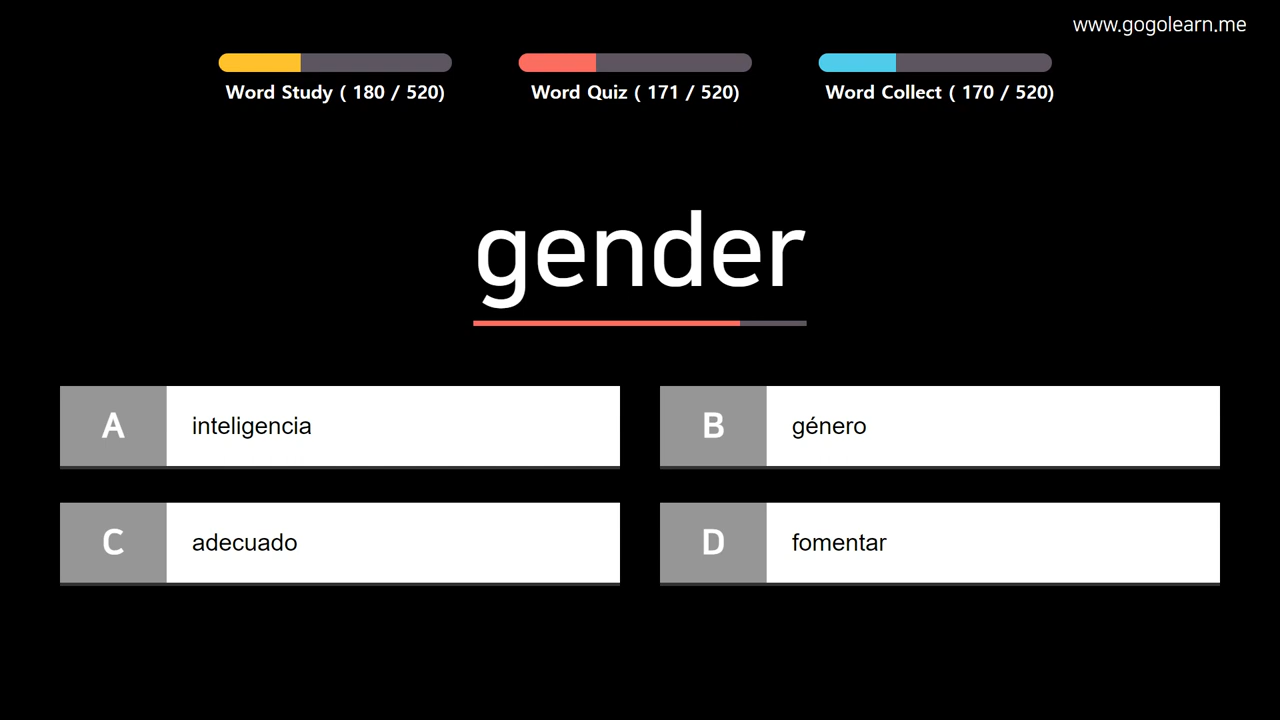 www.gogolearn.me
Word Study ( 180 / 520)
Word Quiz ( 171 / 520)
Word Collect ( 170 / 520)
gender
A inteligencia
B género
C adecuado
D fomentar